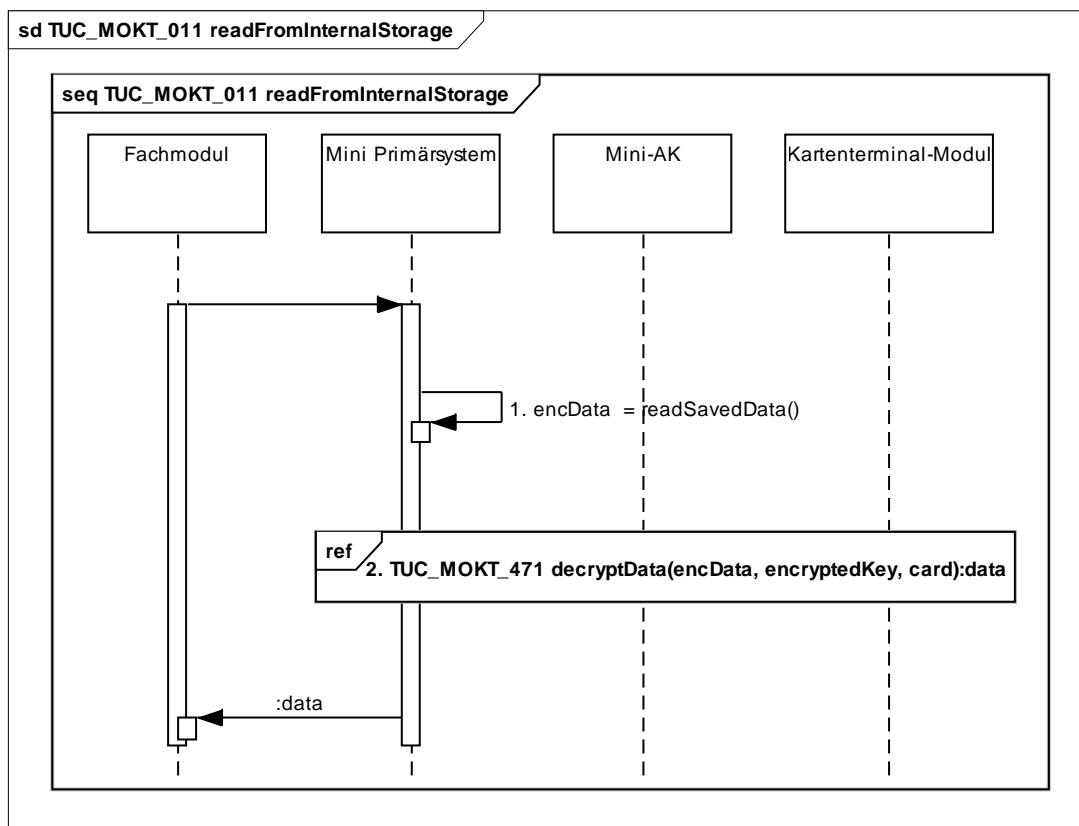 sd TUC_MOKT_011 readFromInternalStorage
seq TUC_MOKT_011 readFromInternalStorage
Fachmodul
Mini Primärsystem
Mini-AK
Kartenterminal-Modul
1. encData = readSavedData()
ref
2. TUC_MOKT_471 decryptData(encData, encryptedKey, card):data
:data